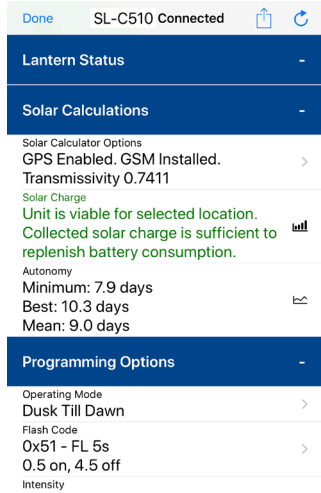 Done SL-C510 Connected
Lantern Status -
Solar Calculations -
Solar Calculator Options
GPS Enabled. GSM Installed.
Transmissivity 0.7411
Solar Charge
Unit is viable for selected location.
Collected solar charge is sufficient to
replenish battery consumption.
Autonomy
Minimum: 7.9 days
Best: 10.3 days
Mean: 9.0 days
Programming Options -
Operating Mode
Dusk Till Dawn
Flash Code
0x51 - FL 5s
0.5 on, 4.5 off
Intensity